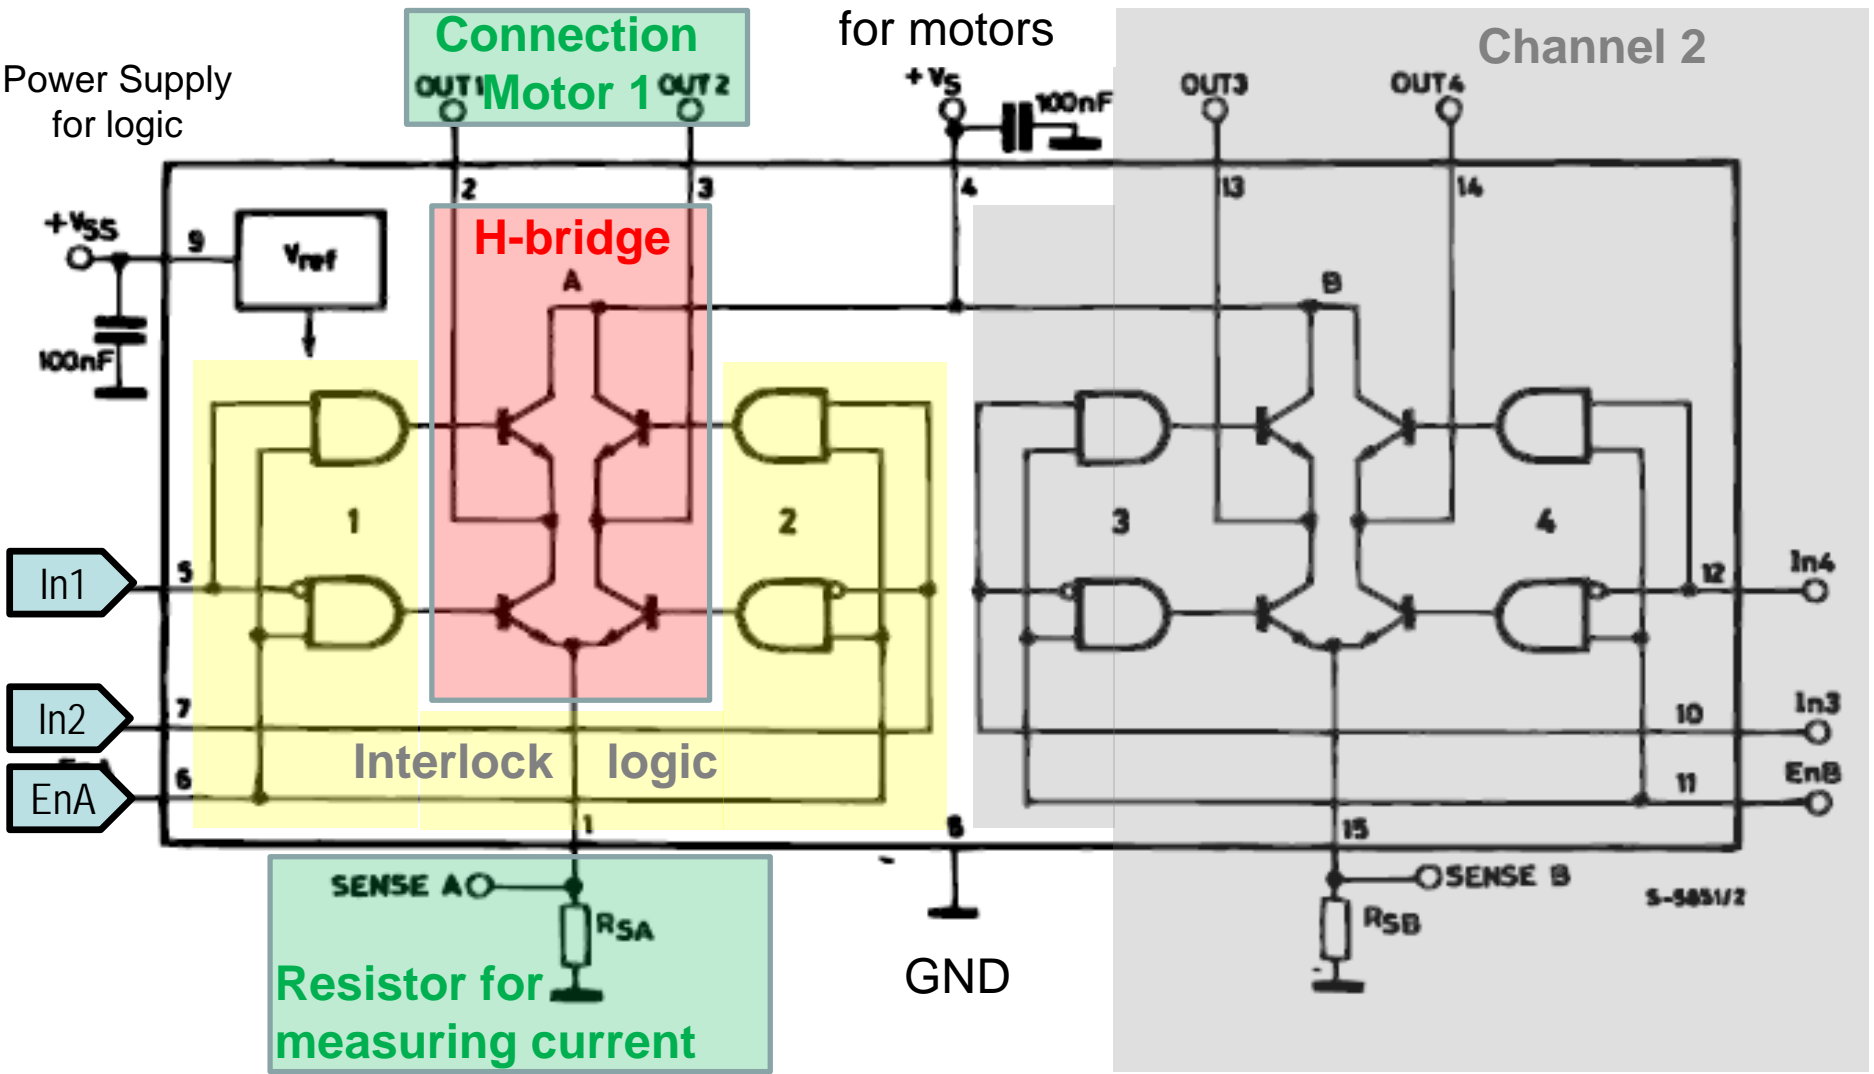 for motors
Connection
Motor 1
Channel 2
Power Supply
for logic
OUT1
OUT2
+VS
100nF
OUT3
OUT4
2
3
4
13
14
+VSS
9
Vref
H-bridge
A
B
100nF
1
2
3
4
In1
5
12
In4
In2
7
10
In3
Interlock logic
EnA
6
11
EnB
1
8
15
SENSE A
SENSE B
RSA
RSB
S-5851/2
GND
Resistor for
measuring current